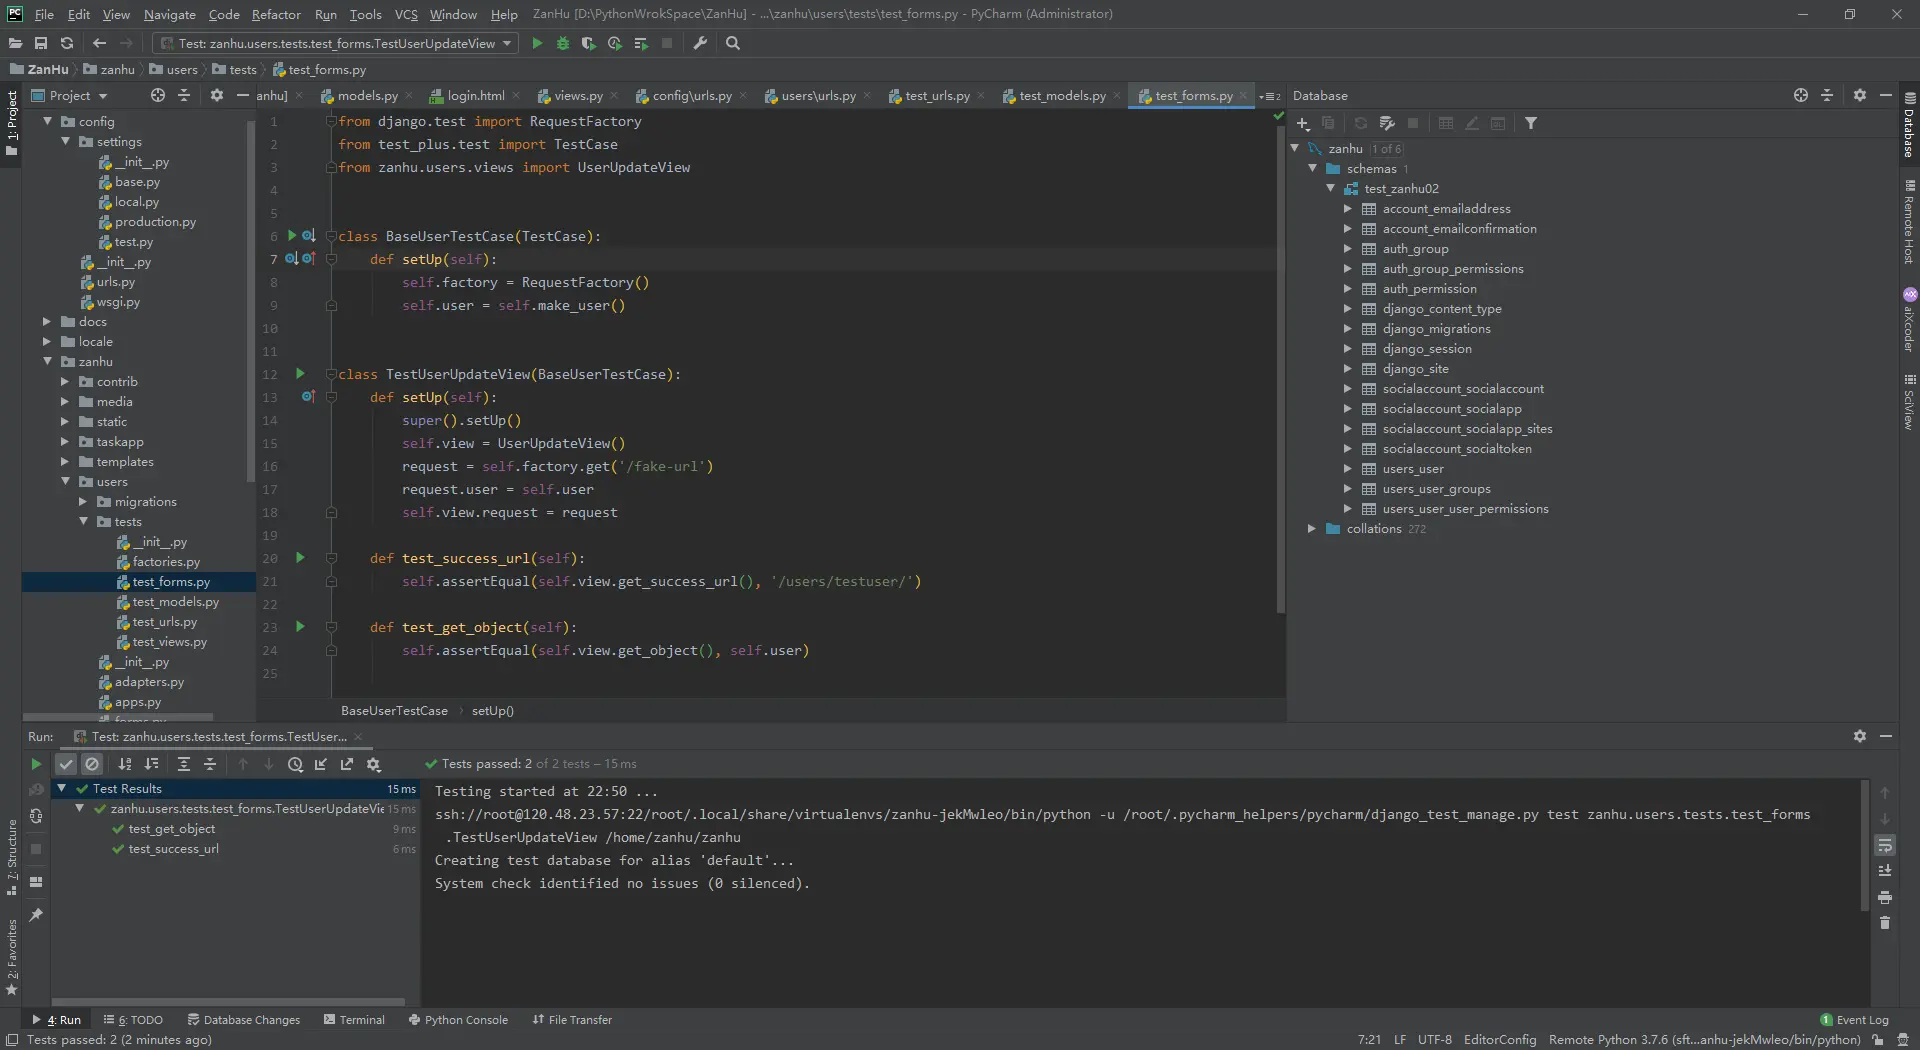 File Edit View Navigate Code Refactor Run Tools VCS Window Help ZanHu [D:\PythonWrokSpace\ZanHu] - ...\zanhu\users\tests\test_forms.py - PyCharm (Administrator)
Test: zanhu.users.tests.test_forms.TestUserUpdateView
ZanHu zanhu users tests test_forms.py
1: Project
Project
config
settings
__init__.py
base.py
local.py
production.py
test.py
__init__.py
urls.py
wsgi.py
docs
locale
zanhu
contrib
media
static
taskapp
templates
users
migrations
tests
__init__.py
factories.py
test_forms.py
test_models.py
test_urls.py
test_views.py
__init__.py
adapters.py
apps.py
forms.py
anhu] models.py login.html views.py config\urls.py users\urls.py test_urls.py test_models.py test_forms.py 2
1 from django.test import RequestFactory
2 from test_plus.test import TestCase
3 from zanhu.users.views import UserUpdateView
4
5
6 class BaseUserTestCase(TestCase):
7 def setUp(self):
8 self.factory = RequestFactory()
9 self.user = self.make_user()
10
11
12 class TestUserUpdateView(BaseUserTestCase):
13 def setUp(self):
14 super().setUp()
15 self.view = UserUpdateView()
16 request = self.factory.get('/fake-url')
17 request.user = self.user
18 self.view.request = request
19
20 def test_success_url(self):
21 self.assertEqual(self.view.get_success_url(), '/users/testuser/')
22
23 def test_get_object(self):
24 self.assertEqual(self.view.get_object(), self.user)
25
BaseUserTestCase › setUp()
Database
zanhu 1 of 6
schemas 1
test_zanhu02
account_emailaddress
account_emailconfirmation
auth_group
auth_group_permissions
auth_permission
django_content_type
django_migrations
django_session
django_site
socialaccount_socialaccount
socialaccount_socialapp
socialaccount_socialapp_sites
socialaccount_socialtoken
users_user
users_user_groups
users_user_user_permissions
collations 272
Database
Remote Host
aiXcoder
SciView
Run: Test: zanhu.users.tests.test_forms.TestUser...
Tests passed: 2 of 2 tests – 15 ms
Test Results 15 ms
zanhu.users.tests.test_forms.TestUserUpdateVie 15 ms
test_get_object 9 ms
test_success_url 6 ms
Testing started at 22:50 ...
ssh://root@120.48.23.57:22/root/.local/share/virtualenvs/zanhu-jekMwleo/bin/python -u /root/.pycharm_helpers/pycharm/django_test_manage.py test zanhu.users.tests.test_forms
.TestUserUpdateView /home/zanhu/zanhu
Creating test database for alias 'default'...
System check identified no issues (0 silenced).
7: Structure
2: Favorites
4: Run 6: TODO Database Changes Terminal Python Console File Transfer 1 Event Log
Tests passed: 2 (2 minutes ago) 7:21 LF UTF-8 EditorConfig Remote Python 3.7.6 (sft...anhu-jekMwleo/bin/python)